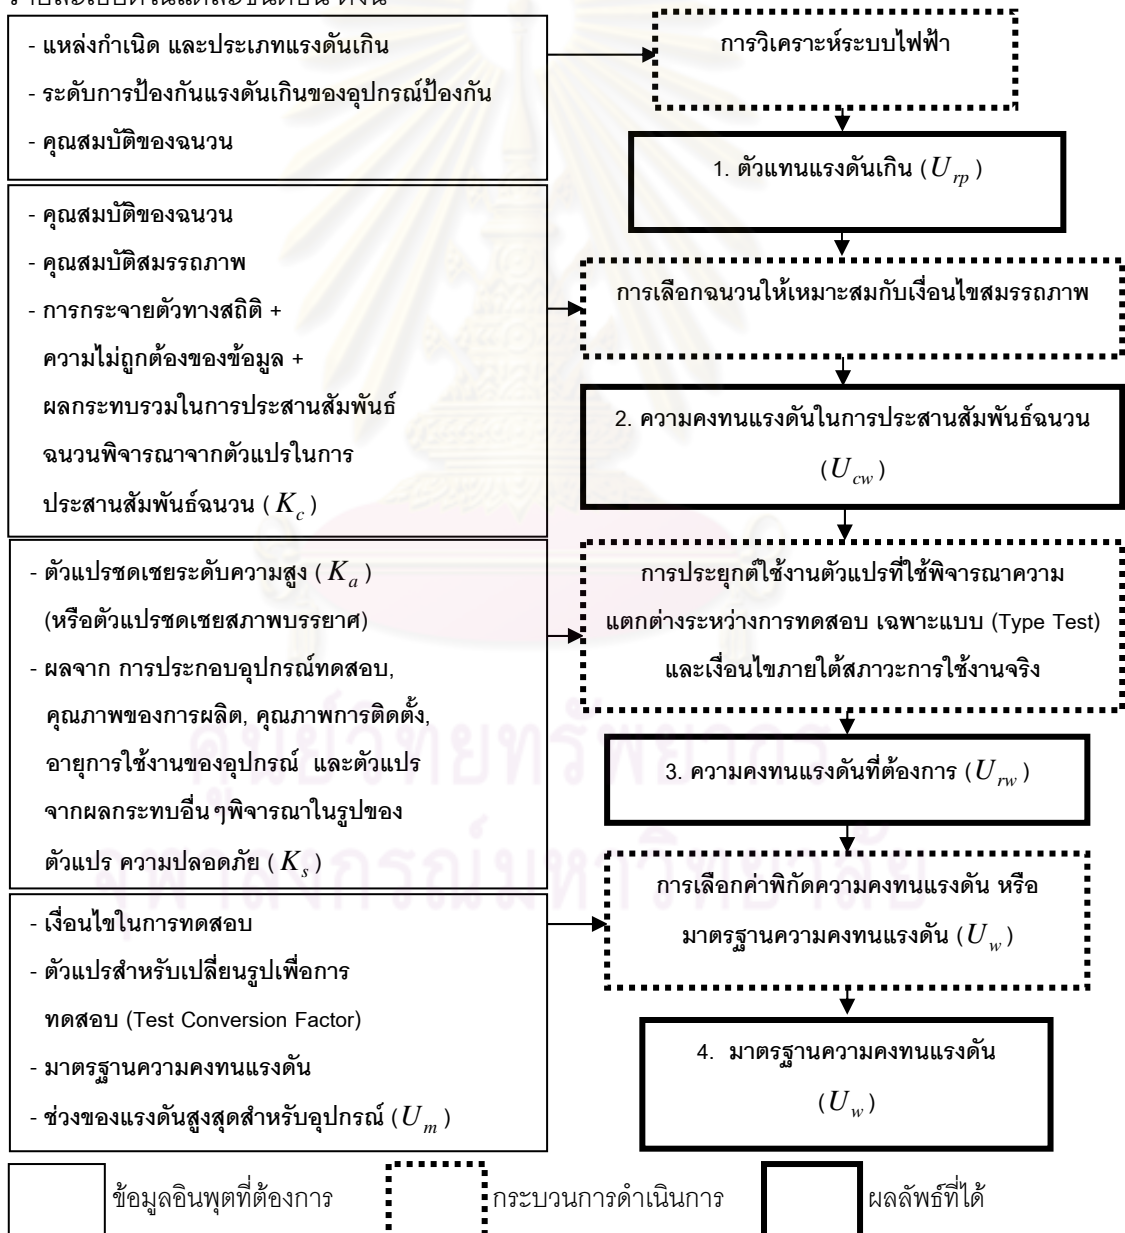 - แหล่งกำเนิด และประเภทแรงดันเกิน
- ระดับการป้องกันแรงดันเกินของอุปกรณ์ป้องกัน
- คุณสมบัติของฉนวน
การวิเคราะห์ระบบไฟฟ้า
1. ตัวแทนแรงดันเกิน ( U_rp )
- คุณสมบัติของฉนวน
- คุณสมบัติสมรรถภาพ
- การกระจายตัวทางสถิติ +
ความไม่ถูกต้องของข้อมูล +
ผลกระทบรวมในการประสานสัมพันธ์
ฉนวนพิจารณาจากตัวแปรในการ
ประสานสัมพันธ์ฉนวน ( K_c )
การเลือกฉนวนให้เหมาะสมกับเงื่อนไขสมรรถภาพ
2. ความคงทนแรงดันในการประสานสัมพันธ์ฉนวน
( U_cw )
- ตัวแปรชดเชยระดับความสูง ( K_a )
(หรือตัวแปรชดเชยสภาพบรรยาศ)
- ผลจาก การประกอบอุปกรณ์ทดสอบ,
คุณภาพของการผลิต, คุณภาพการติดตั้ง,
อายุการใช้งานของอุปกรณ์ และตัวแปร
จากผลกระทบอื่นๆพิจารณาในรูปของ
ตัวแปร ความปลอดภัย ( K_s )
การประยุกต์ใช้งานตัวแปรที่ใช้พิจารณาความ
แตกต่างระหว่างการทดสอบ เฉพาะแบบ (Type Test)
และเงื่อนไขภายใต้สภาวะการใช้งานจริง
3. ความคงทนแรงดันที่ต้องการ ( U_rw )
- เงื่อนไขในการทดสอบ
- ตัวแปรสำหรับเปลี่ยนรูปเพื่อการ
ทดสอบ (Test Conversion Factor)
- มาตรฐานความคงทนแรงดัน
- ช่วงของแรงดันสูงสุดสำหรับอุปกรณ์ ( U_m )
การเลือกค่าพิกัดความคงทนแรงดัน หรือ
มาตรฐานความคงทนแรงดัน ( U_w )
4. มาตรฐานความคงทนแรงดัน
( U_w )
ข้อมูลอินพุตที่ต้องการ
กระบวนการดำเนินการ
ผลลัพธ์ที่ได้
ศูนย์วิทยทรัพยากร
จุฬาลงกรณ์มหาวิทยาลัย